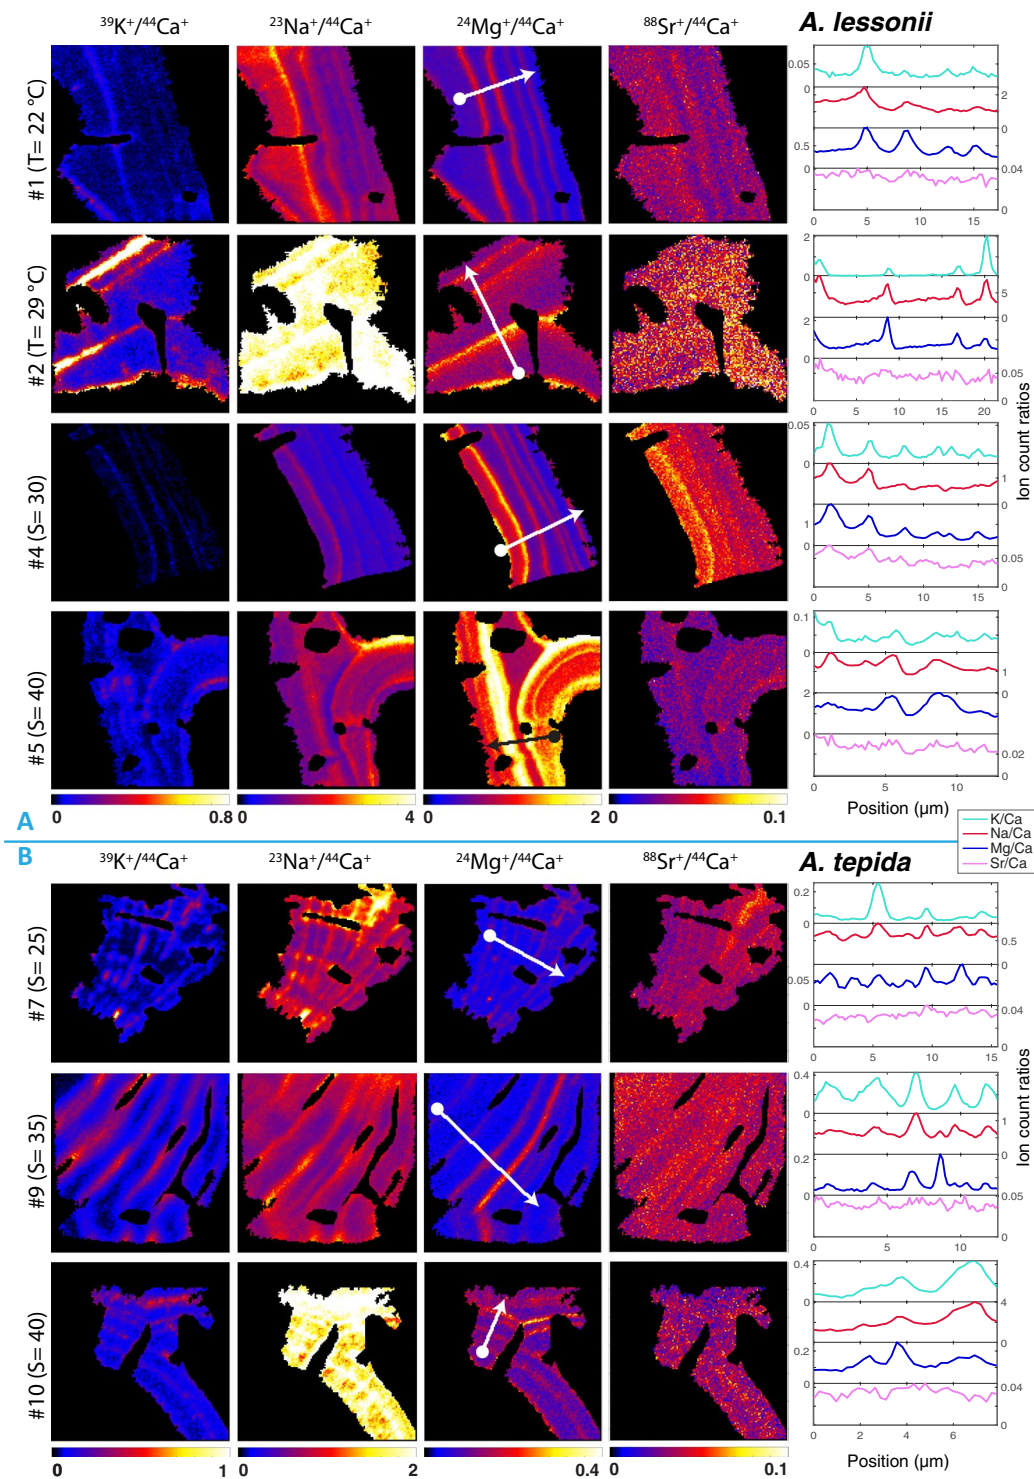 ³⁹K⁺/⁴⁴Ca⁺ ²³Na⁺/⁴⁴Ca⁺ ²⁴Mg⁺/⁴⁴Ca⁺ ⁸⁸Sr⁺/⁴⁴Ca⁺ A. lessonii
#1 (T= 22 °C)
0.05
0
2
0
0.5
0.04
0
0 5 10 15
#2 (T= 29 °C)
2
0
5
0
2
0
0.05
0
0 5 10 15 20
#4 (S= 30)
0.05
0
1
0
1
0
0.05
0
5 10 15
#5 (S= 40)
0.1
0
1
0
2
0
0.02
0 5 10
Ion count ratios
Position (µm)
0 0.8 0 4 0 2 0 0.1
A
K/Ca
Na/Ca
Mg/Ca
Sr/Ca
B
³⁹K⁺/⁴⁴Ca⁺ ²³Na⁺/⁴⁴Ca⁺ ²⁴Mg⁺/⁴⁴Ca⁺ ⁸⁸Sr⁺/⁴⁴Ca⁺ A. tepida
#7 (S= 25)
0.2
0
0.5
0
0.05
0
0.04
0
0 5 10 15
#9 (S= 35)
0.4
0.2
0
1
0
0.2
0
0.05
0
5 10
#10 (S= 40)
0.4
0.2
0
4
0
0.2
0
0.04
0
0 2 4 6
Ion count ratios
Position (µm)
0 1 0 2 0.4 0 0.1